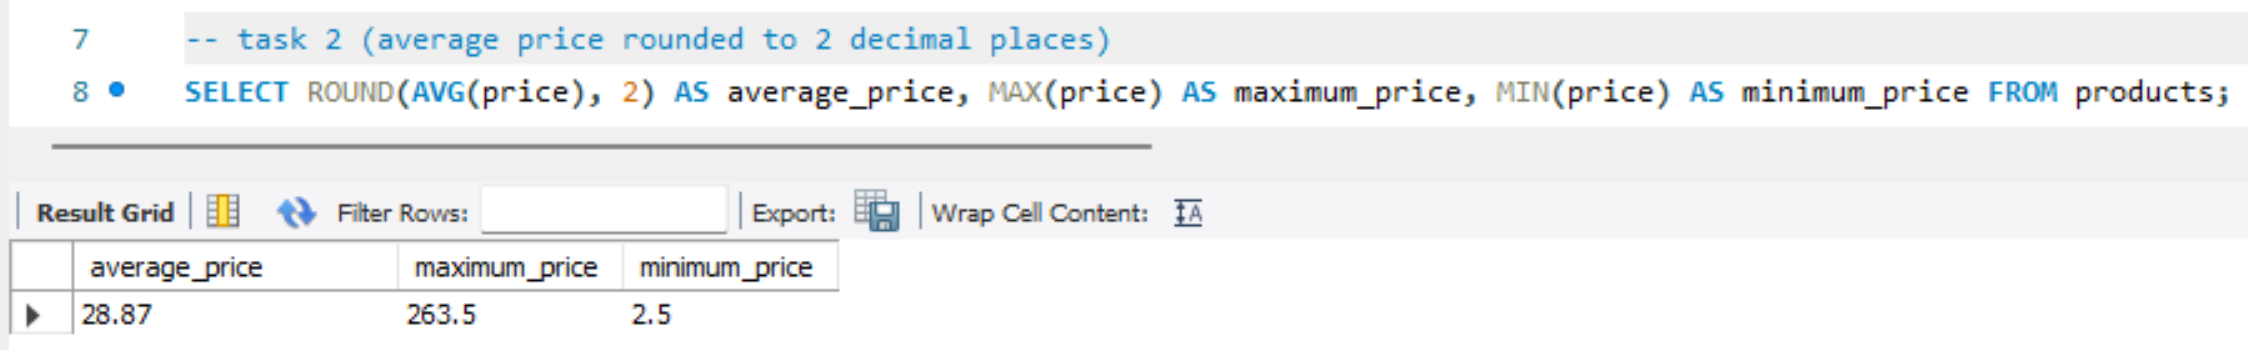 7 -- task 2 (average price rounded to 2 decimal places)
8 SELECT ROUND(AVG(price), 2) AS average_price, MAX(price) AS maximum_price, MIN(price) AS minimum_price FROM products;
Result Grid Filter Rows: Export: Wrap Cell Content: IA
average_price maximum_price minimum_price
28.87 263.5 2.5